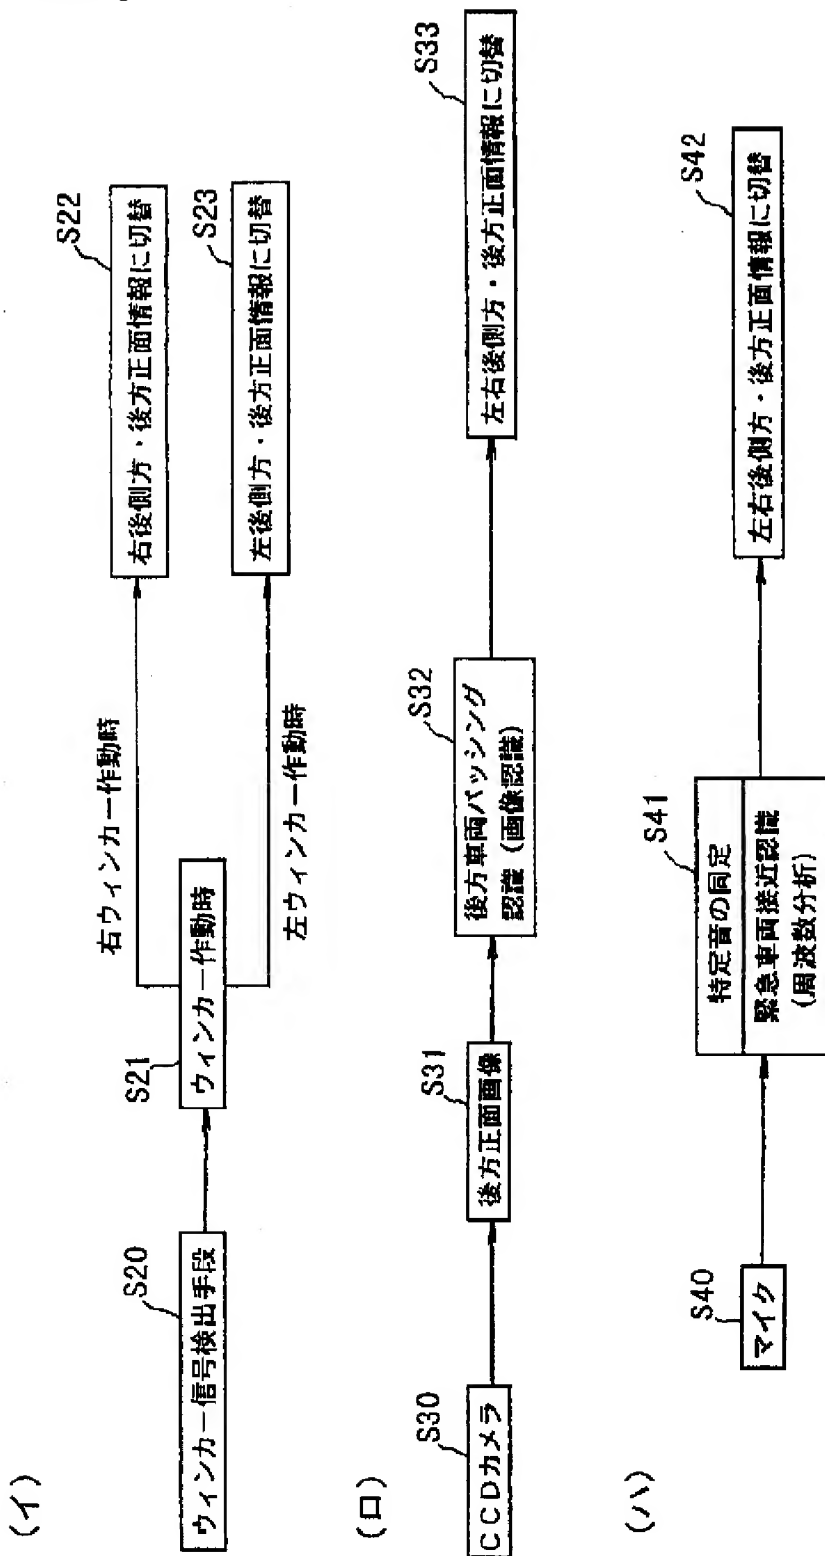 (イ)
S20
ウィンカー信号検出手段
S21
ウィンカー作動時
右ウィンカー作動時
S22
右後側方・後方正面情報に切替
左ウィンカー作動時
S23
左後側方・後方正面情報に切替
(ロ)
S30
CCDカメラ
S31
後方正面画像
S32
後方車両パッシング
認識(画像認識)
S33
左右後側方・後方正面情報に切替
(ハ)
S40
マイク
S41
特定音の同定
緊急車両接近認識
(周波数分析)
S42
左右後側方・後方正面情報に切替